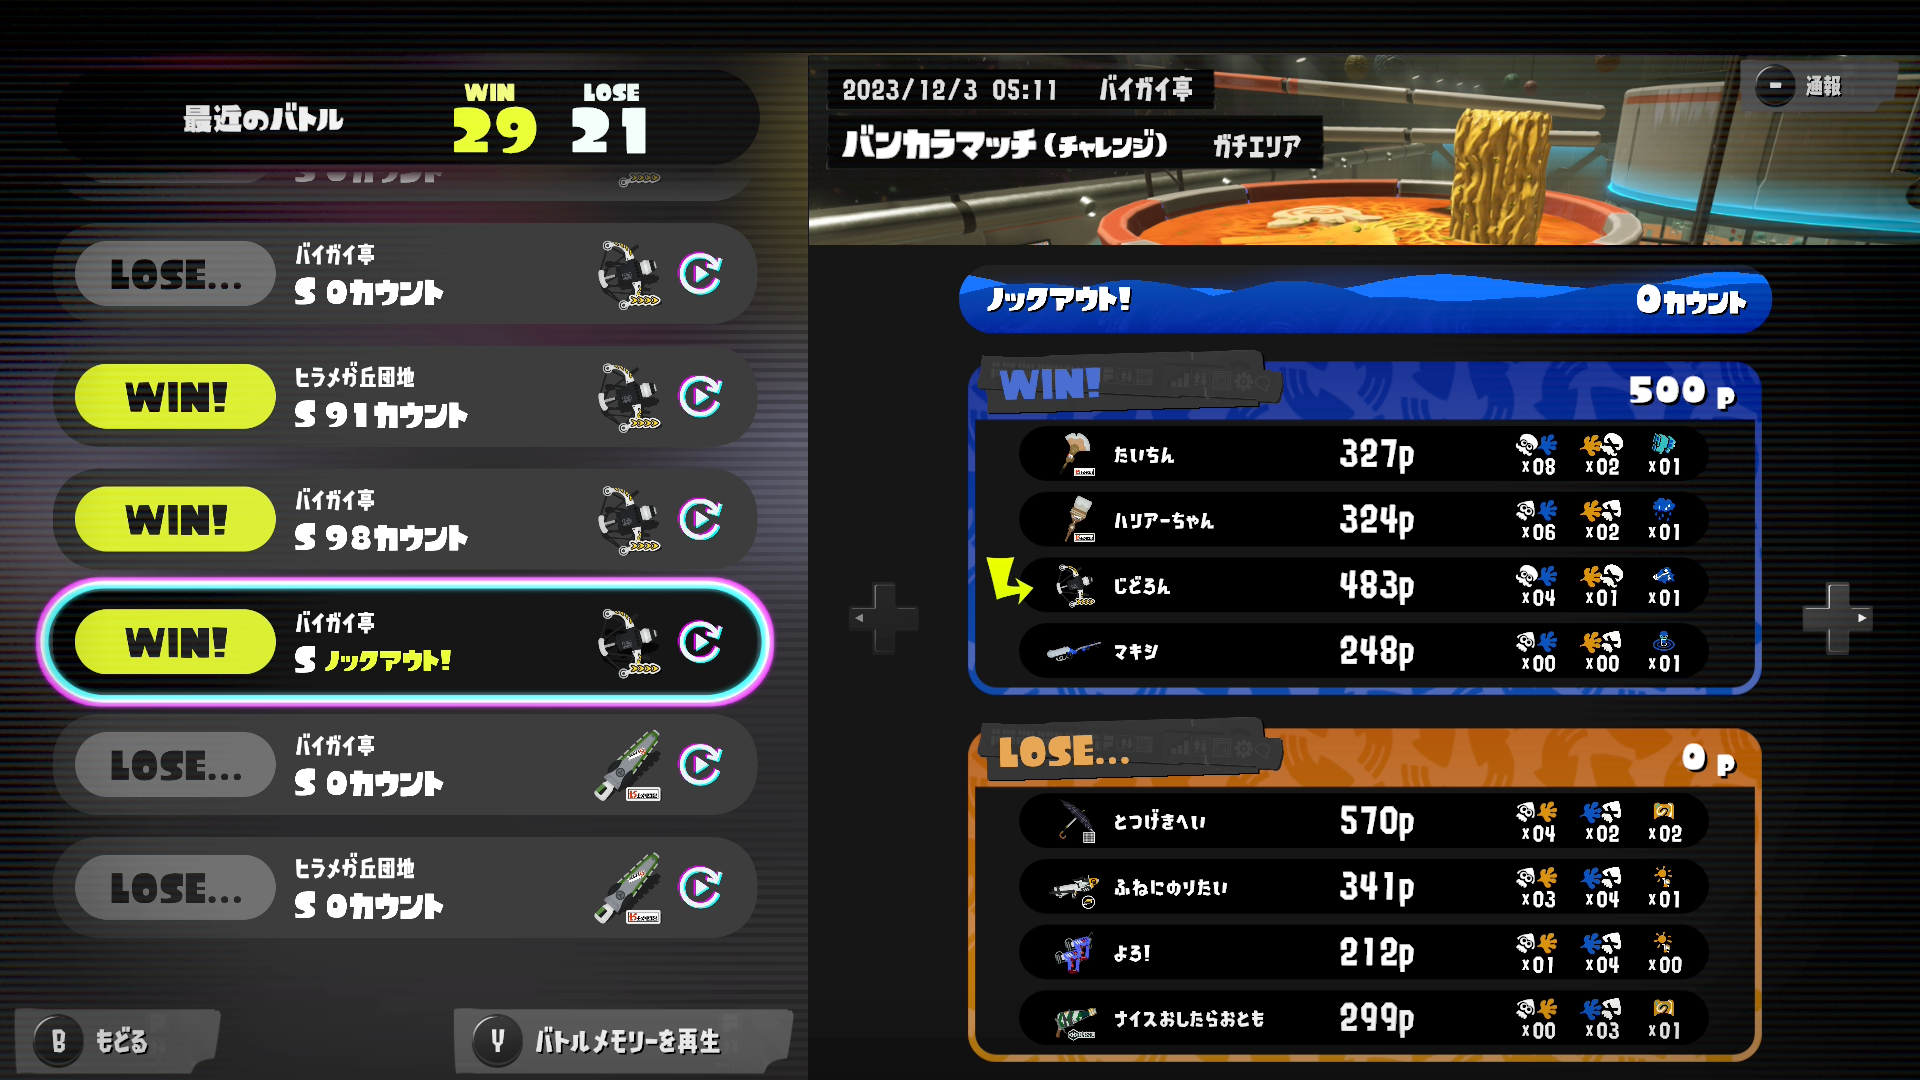 最近のバトル
WIN 29
LOSE 21
S 0カウント
LOSE...
バイガイ亭
S 0カウント
WIN!
ヒラメガ丘団地
S 91カウント
WIN!
バイガイ亭
S 98カウント
WIN!
バイガイ亭
S ノックアウト!
LOSE...
バイガイ亭
S 0カウント
LOSE...
ヒラメガ丘団地
S 0カウント
B もどる
Y バトルメモリーを再生
2023/12/3 05:11 バイガイ亭
バンカラマッチ(チャレンジ) ガチエリア
- 通報
ノックアウト! 0カウント
WIN! 500p
たいちん 327p x08 x02 x01
ハリアーちゃん 324p x06 x02 x01
じどろん 483p x04 x01 x01
マキシ 248p x00 x00 x01
LOSE... 0p
とつげきへい 570p x04 x02 x02
ふねにのりたい 341p x03 x04 x01
よろ! 212p x01 x04 x00
ナイスおしたらおとも 299p x00 x03 x01